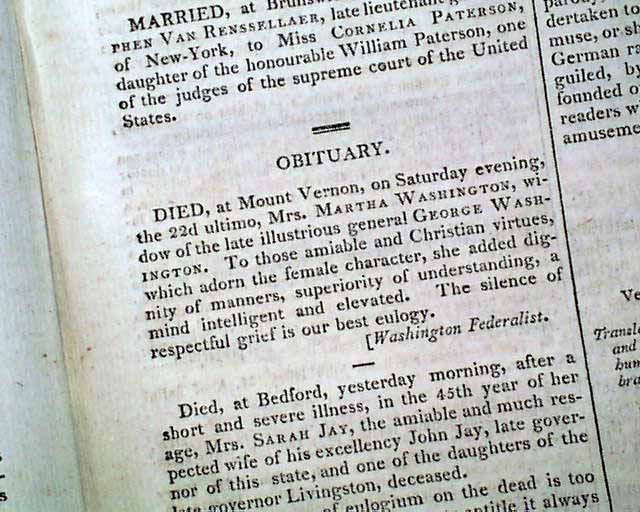 MARRIED, at
PHEN VAN RENSSELLAER, late lieutenant
of New-York, to Miss CORNELIA PATERSON,
daughter of the honourable William Paterson, one
of the judges of the supreme court of the United
States.
OBITUARY.
DIED, at Mount Vernon, on Saturday evening,
the 22d ultimo, Mrs. MARTHA WASHINGTON, wi-
dow of the late illustrious general GEORGE WASH-
INGTON. To those amiable and Christian virtues,
which adorn the female character, she added dig-
nity of manners, superiority of understanding, a
mind intelligent and elevated. The silence of
respectful grief is our best eulogy.
[Washington Federalist.
Died, at Bedford, yesterday morning, after a
short and severe illness, in the 45th year of her
age, Mrs. SARAH JAY, the amiable and much res-
pected wife of his excellency John Jay, late gover-
nor of this state, and one of the daughters of the
late governor Livingston, deceased.
of eulogium on the dead is too
it always
dertaken to
muse, or sh
German ro
guiled, by
founded o
readers w
amuseme
Ve
Transl
and
hum
bra